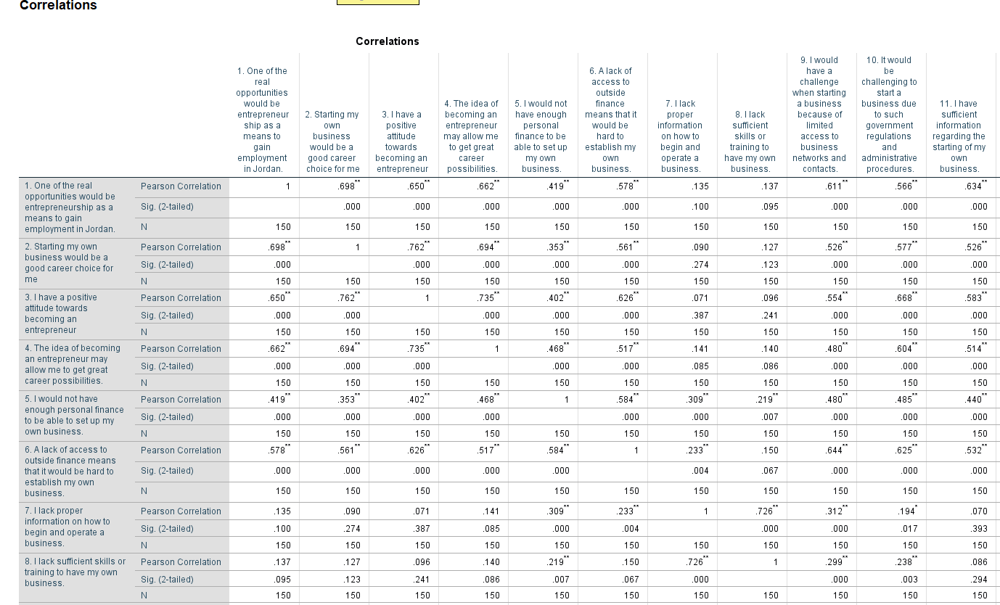 Correlations
Correlations
1. One of the
real
opportunities
would be
entrepreneur
ship as a
means to
gain
employment
in Jordan.
2. Starting my
own
business
would be a
good career
choice for me
3. I have a
positive
attitude
towards
becoming an
entrepreneur
4. The idea of
becoming an
entrepreneur
may allow me
to get great
career
possibilities.
5. I would not
have enough
personal
finance to be
able to set up
my own
business.
6. A lack of
access to
outside
finance
means that it
would be
hard to
establish my
own
business.
7. I lack
proper
information
on how to
begin and
operate a
business.
8. I lack
sufficient
skills or
training to
have my own
business.
9. I would
have a
challenge
when starting
a business
because of
limited
access to
business
networks and
contacts.
10. It would
be
challenging to
start a
business due
to such
government
regulations
and
administrative
procedures.
11. I have
sufficient
information
regarding the
starting of my
own
business.
1. One of the real
opportunities would be
entrepreneurship as a
means to gain
employment in Jordan.
Pearson Correlation 1 .698** .650** .662** .419** .578** .135 .137 .611** .566** .634**
Sig. (2-tailed) .000 .000 .000 .000 .000 .100 .095 .000 .000 .000
N 150 150 150 150 150 150 150 150 150 150 150
2. Starting my own
business would be a
good career choice for
me
Pearson Correlation .698** 1 .762** .694** .353** .561** .090 .127 .526** .577** .526**
Sig. (2-tailed) .000 .000 .000 .000 .000 .274 .123 .000 .000 .000
N 150 150 150 150 150 150 150 150 150 150 150
3. I have a positive
attitude towards
becoming an
entrepreneur
Pearson Correlation .650** .762** 1 .735** .402** .626** .071 .096 .554** .668** .583**
Sig. (2-tailed) .000 .000 .000 .000 .000 .387 .241 .000 .000 .000
N 150 150 150 150 150 150 150 150 150 150 150
4. The idea of becoming
an entrepreneur may
allow me to get great
career possibilities.
Pearson Correlation .662** .694** .735** 1 .468** .517** .141 .140 .480** .604** .514**
Sig. (2-tailed) .000 .000 .000 .000 .000 .085 .086 .000 .000 .000
N 150 150 150 150 150 150 150 150 150 150 150
5. I would not have
enough personal finance
to be able to set up my
own business.
Pearson Correlation .419** .353** .402** .468** 1 .584** .309** .219** .480** .485** .440**
Sig. (2-tailed) .000 .000 .000 .000 .000 .000 .007 .000 .000 .000
N 150 150 150 150 150 150 150 150 150 150 150
6. A lack of access to
outside finance means
that it would be hard to
establish my own
business.
Pearson Correlation .578** .561** .626** .517** .584** 1 .233** .150 .644** .625** .532**
Sig. (2-tailed) .000 .000 .000 .000 .000 .004 .067 .000 .000 .000
N 150 150 150 150 150 150 150 150 150 150 150
7. I lack proper
information on how to
begin and operate a
business.
Pearson Correlation .135 .090 .071 .141 .309** .233** 1 .726** .312** .194* .070
Sig. (2-tailed) .100 .274 .387 .085 .000 .004 .000 .000 .017 .393
N 150 150 150 150 150 150 150 150 150 150 150
8. I lack sufficient skills or
training to have my own
business.
Pearson Correlation .137 .127 .096 .140 .219** .150 .726** 1 .299** .238** .086
Sig. (2-tailed) .095 .123 .241 .086 .007 .067 .000 .000 .003 .294
N 150 150 150 150 150 150 150 150 150 150 150